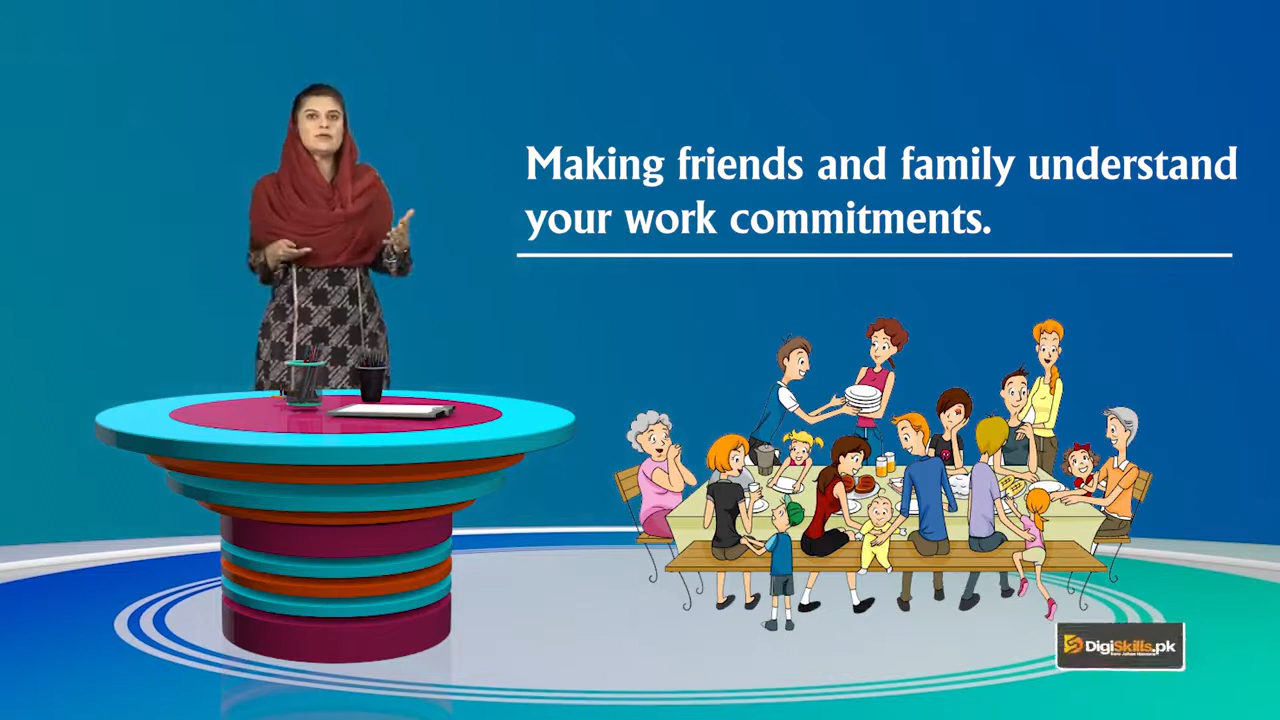 Making friends and family understand
your work commitments.
DigiSkills.pk